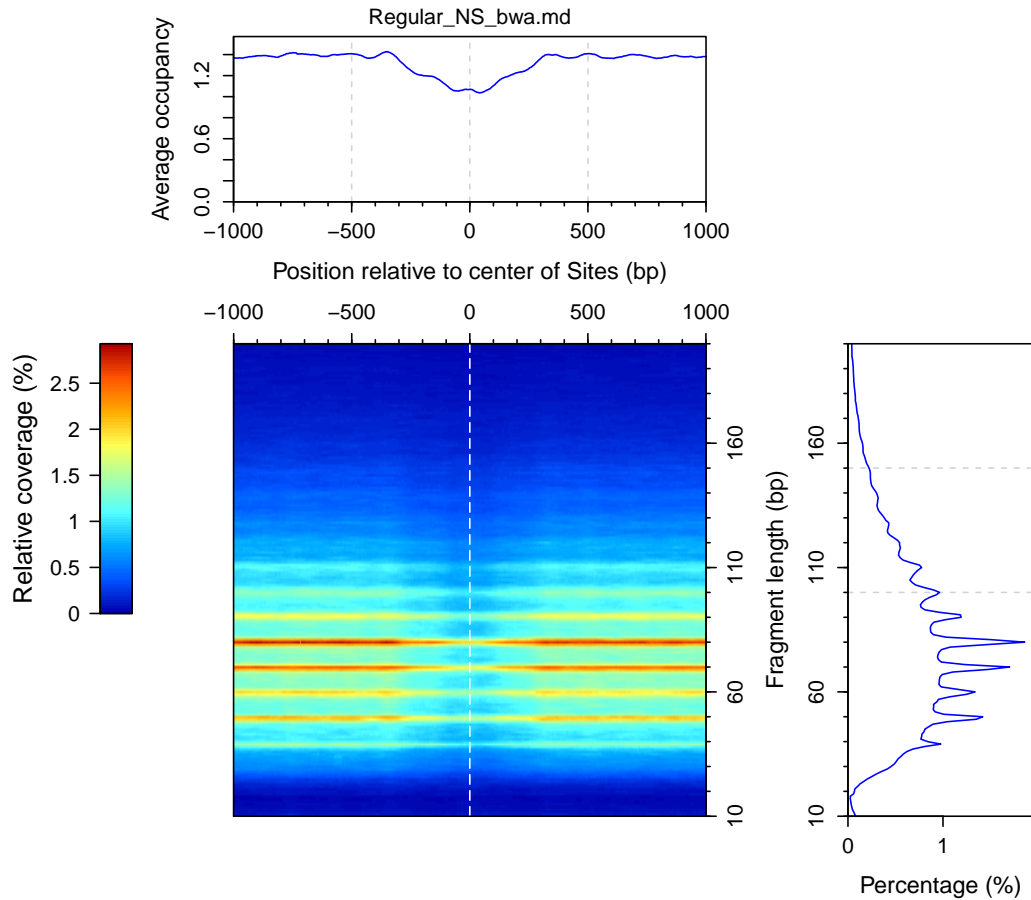 Regular_NS_bwa.md
Average occupancy
0.0 0.6 1.2
−1000 −500 0 500 1000
Position relative to center of Sites (bp)
−1000 −500 0 500 1000
Relative coverage (%)
0 0.5 1 1.5 2 2.5
10 60 110 160
Fragment length (bp)
10 60 110 160
0 1
Percentage (%)